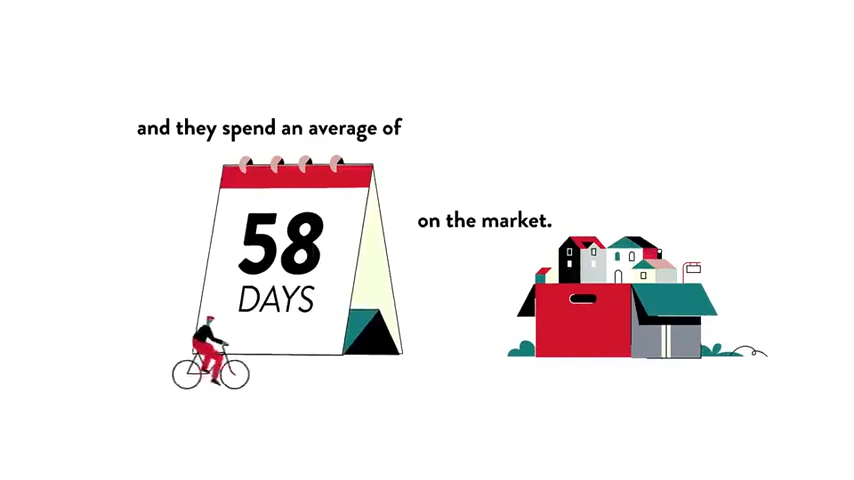 and they spend an average of
58
DAYS
on the market.